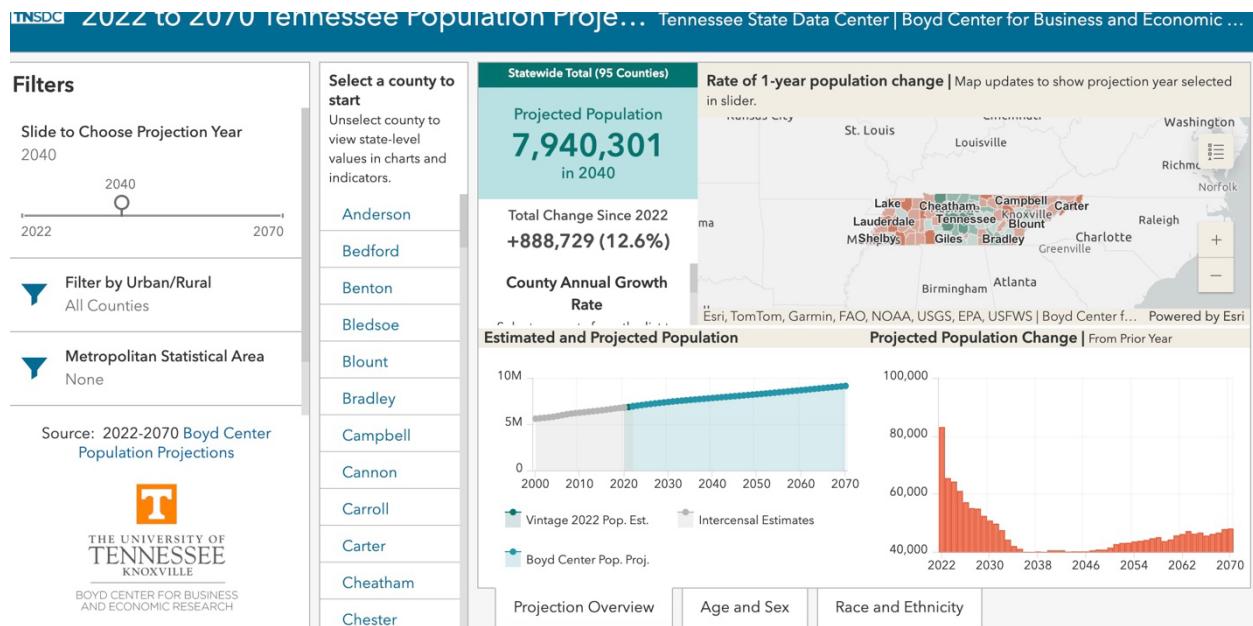 TNSDC
2022 to 2070 Tennessee Population Proje...
Tennessee State Data Center | Boyd Center for Business and Economic ...
Filters
Slide to Choose Projection Year
2040
2040
2022
2070
Filter by Urban/Rural
All Counties
Metropolitan Statistical Area
None
Source: 2022-2070 Boyd Center
Population Projections
T
THE UNIVERSITY OF
TENNESSEE
KNOXVILLE
BOYD CENTER FOR BUSINESS
AND ECONOMIC RESEARCH
Select a county to
start
Unselect county to
view state-level
values in charts and
indicators.
Anderson
Bedford
Benton
Bledsoe
Blount
Bradley
Campbell
Cannon
Carroll
Carter
Cheatham
Chester
Statewide Total (95 Counties)
Projected Population
7,940,301
in 2040
Total Change Since 2022
+888,729 (12.6%)
County Annual Growth
Rate
Rate of 1-year population change | Map updates to show projection year selected
in slider.
Kansas City
Cincinnati
Washington
St. Louis
Louisville
Norfolk
Lake
Cheatham
Campbell
Carter
Knoxville
Lauderdale
Tennessee
Blount
Raleigh
ma
Shelby
Giles
Bradley
Charlotte
Greenville
Birmingham
Atlanta
+
−
Esri, TomTom, Garmin, FAO, NOAA, USGS, EPA, USFWS | Boyd Center f...
Powered by Esri
Estimated and Projected Population
10M
5M
0
2000 2010 2020 2030 2040 2050 2060 2070
Vintage 2022 Pop. Est.
Intercensal Estimates
Boyd Center Pop. Proj.
Projected Population Change | From Prior Year
100,000
80,000
60,000
40,000
2022 2030 2038 2046 2054 2062 2070
Projection Overview
Age and Sex
Race and Ethnicity